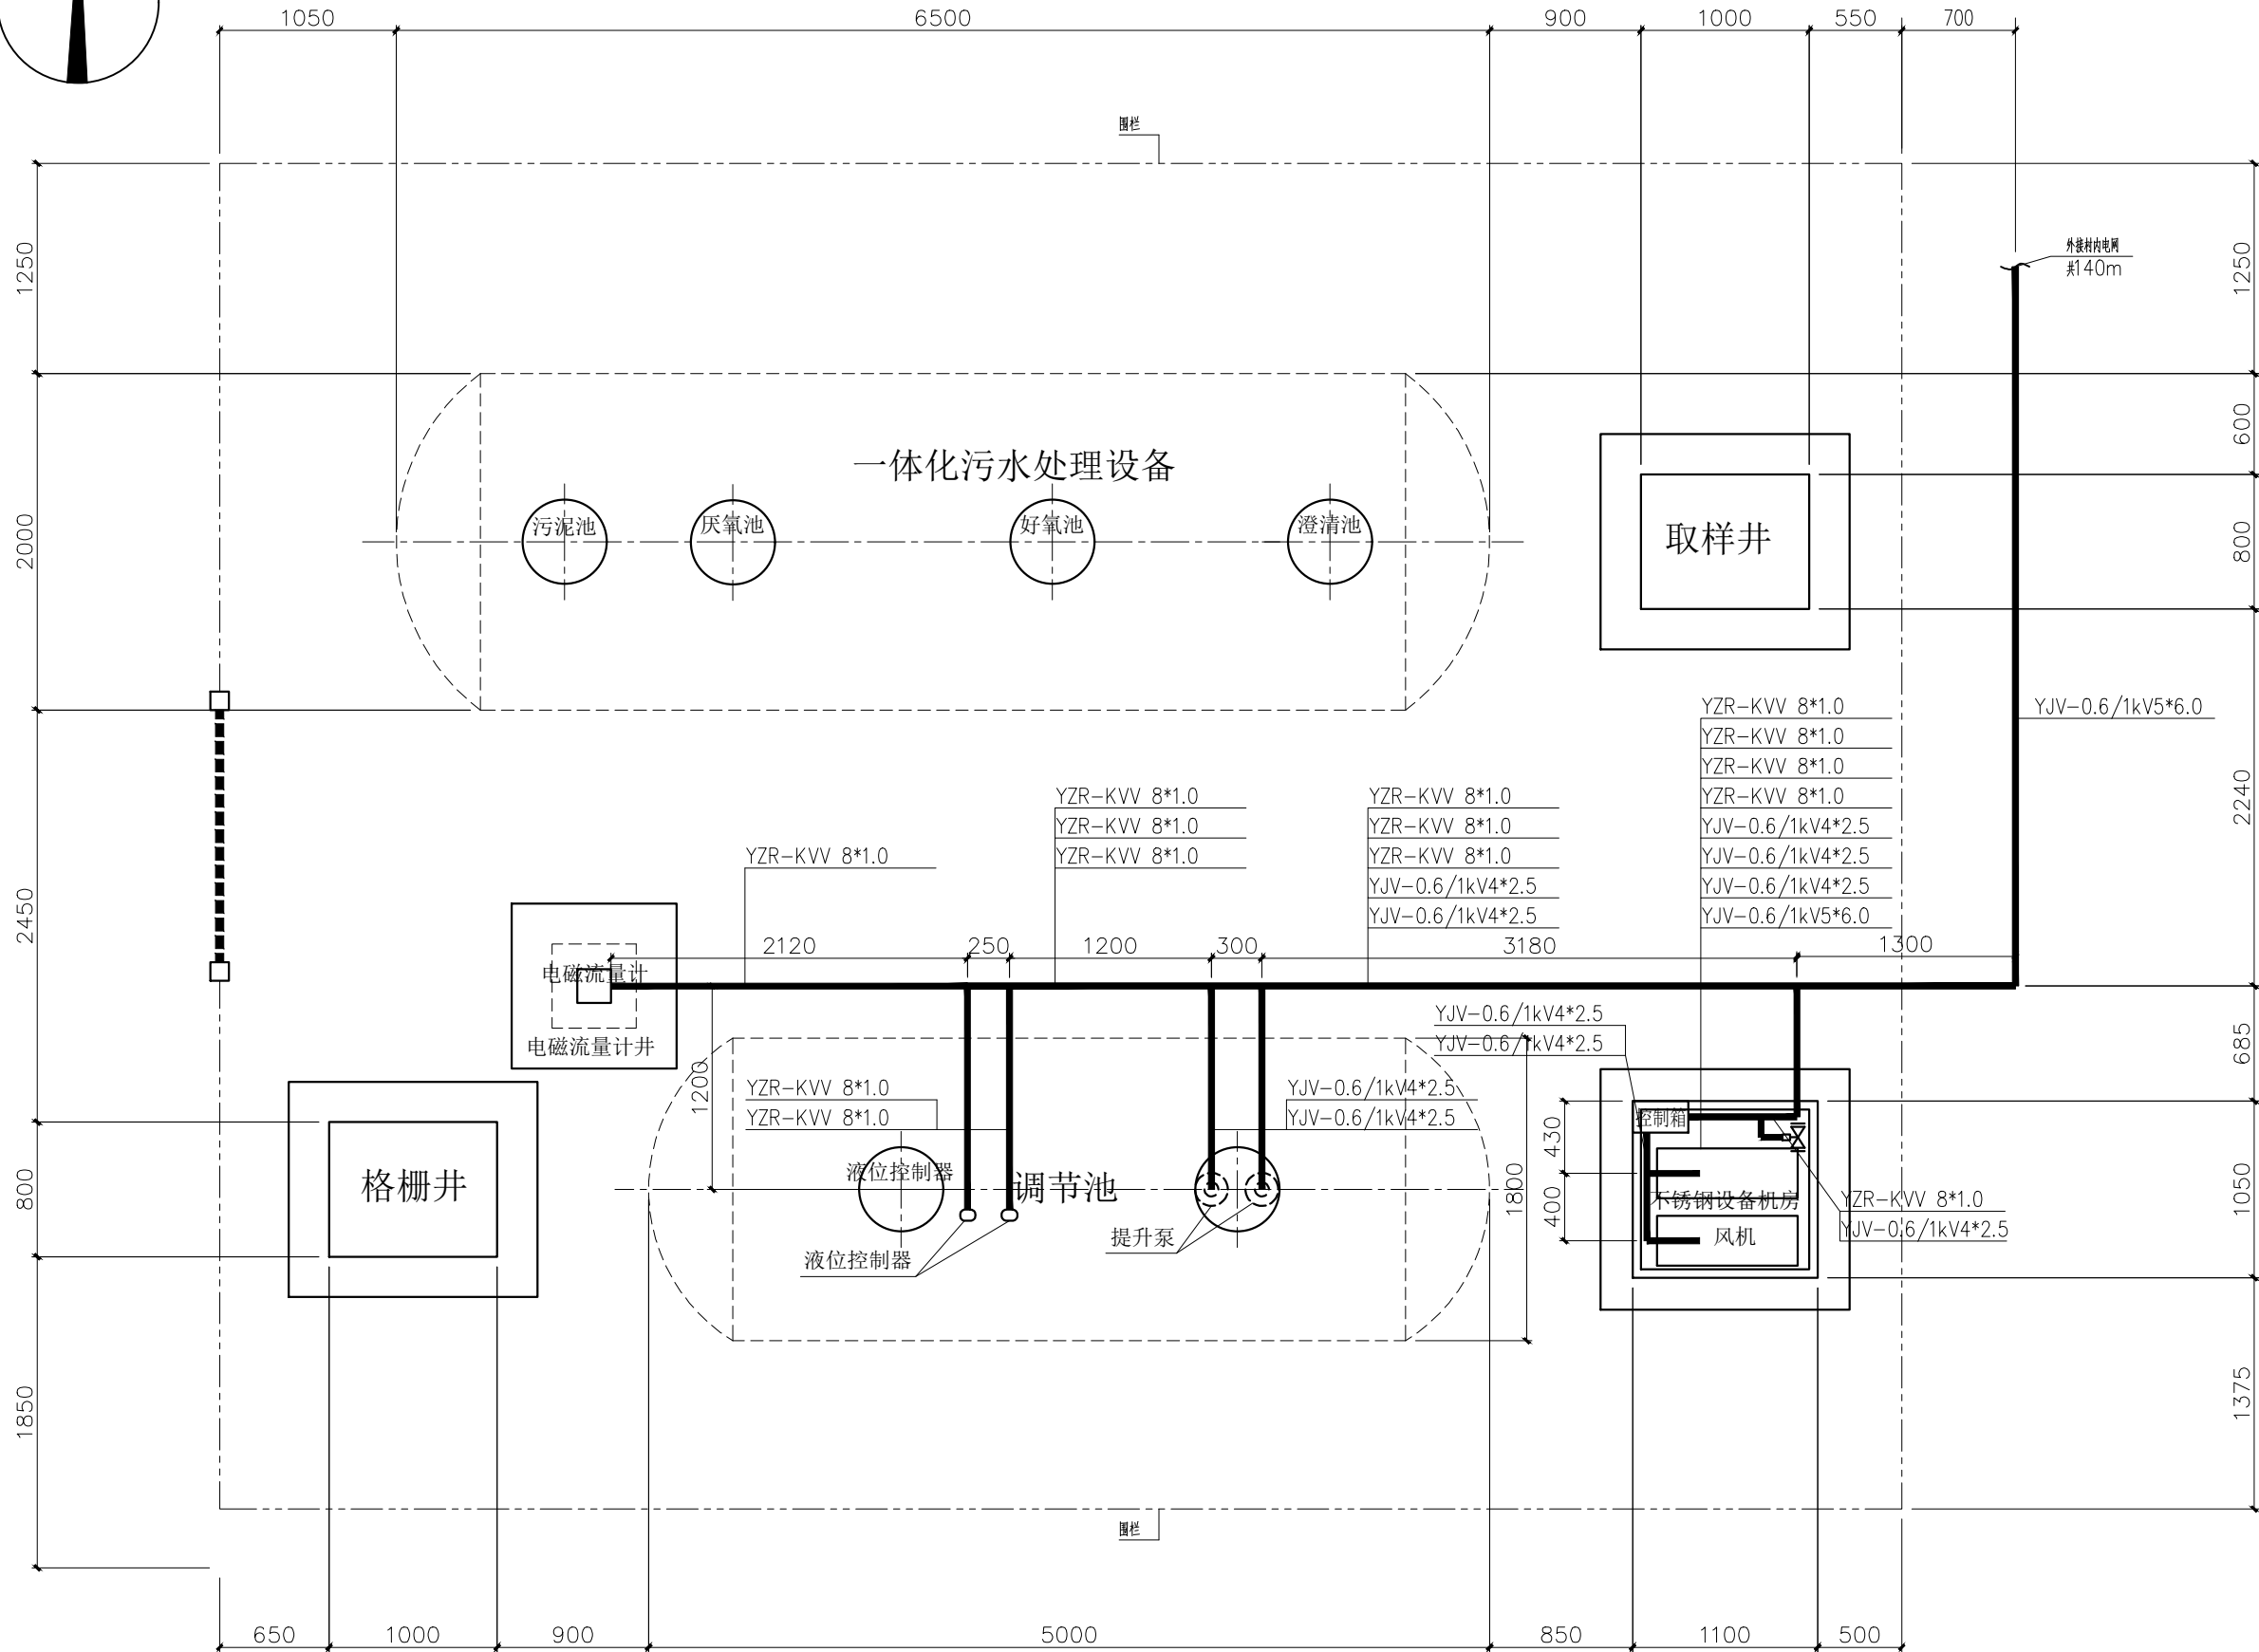 1050
6500
900
1000
550
700
围栏
外接村内电网
共140m
1250
1250
一体化污水处理设备
污泥池
厌氧池
好氧池
澄清池
取样井
2000
600
800
YZR-KVV 8*1.0
YZR-KVV 8*1.0
YZR-KVV 8*1.0
YZR-KVV 8*1.0
YJV-0.6/1kV4*2.5
YJV-0.6/1kV4*2.5
YJV-0.6/1kV4*2.5
YJV-0.6/1kV5*6.0
YJV-0.6/1kV5*6.0
2240
YZR-KVV 8*1.0
YZR-KVV 8*1.0
YZR-KVV 8*1.0
YZR-KVV 8*1.0
YZR-KVV 8*1.0
YZR-KVV 8*1.0
YJV-0.6/1kV4*2.5
YJV-0.6/1kV4*2.5
YZR-KVV 8*1.0
2450
2120
250
1200
300
3180
1300
电磁流量计
电磁流量计井
YJV-0.6/1kV4*2.5
YJV-0.6/1kV4*2.5
685
1200
YZR-KVV 8*1.0
YZR-KVV 8*1.0
YJV-0.6/1kV4*2.5
YJV-0.6/1kV4*2.5
控制箱
430
400
1800
800
格栅井
液位控制器
调节池
不锈钢设备机房
风机
YZR-KVV 8*1.0
YJV-0.6/1kV4*2.5
1050
提升泵
液位控制器
1850
1375
围栏
650
1000
900
5000
850
1100
500